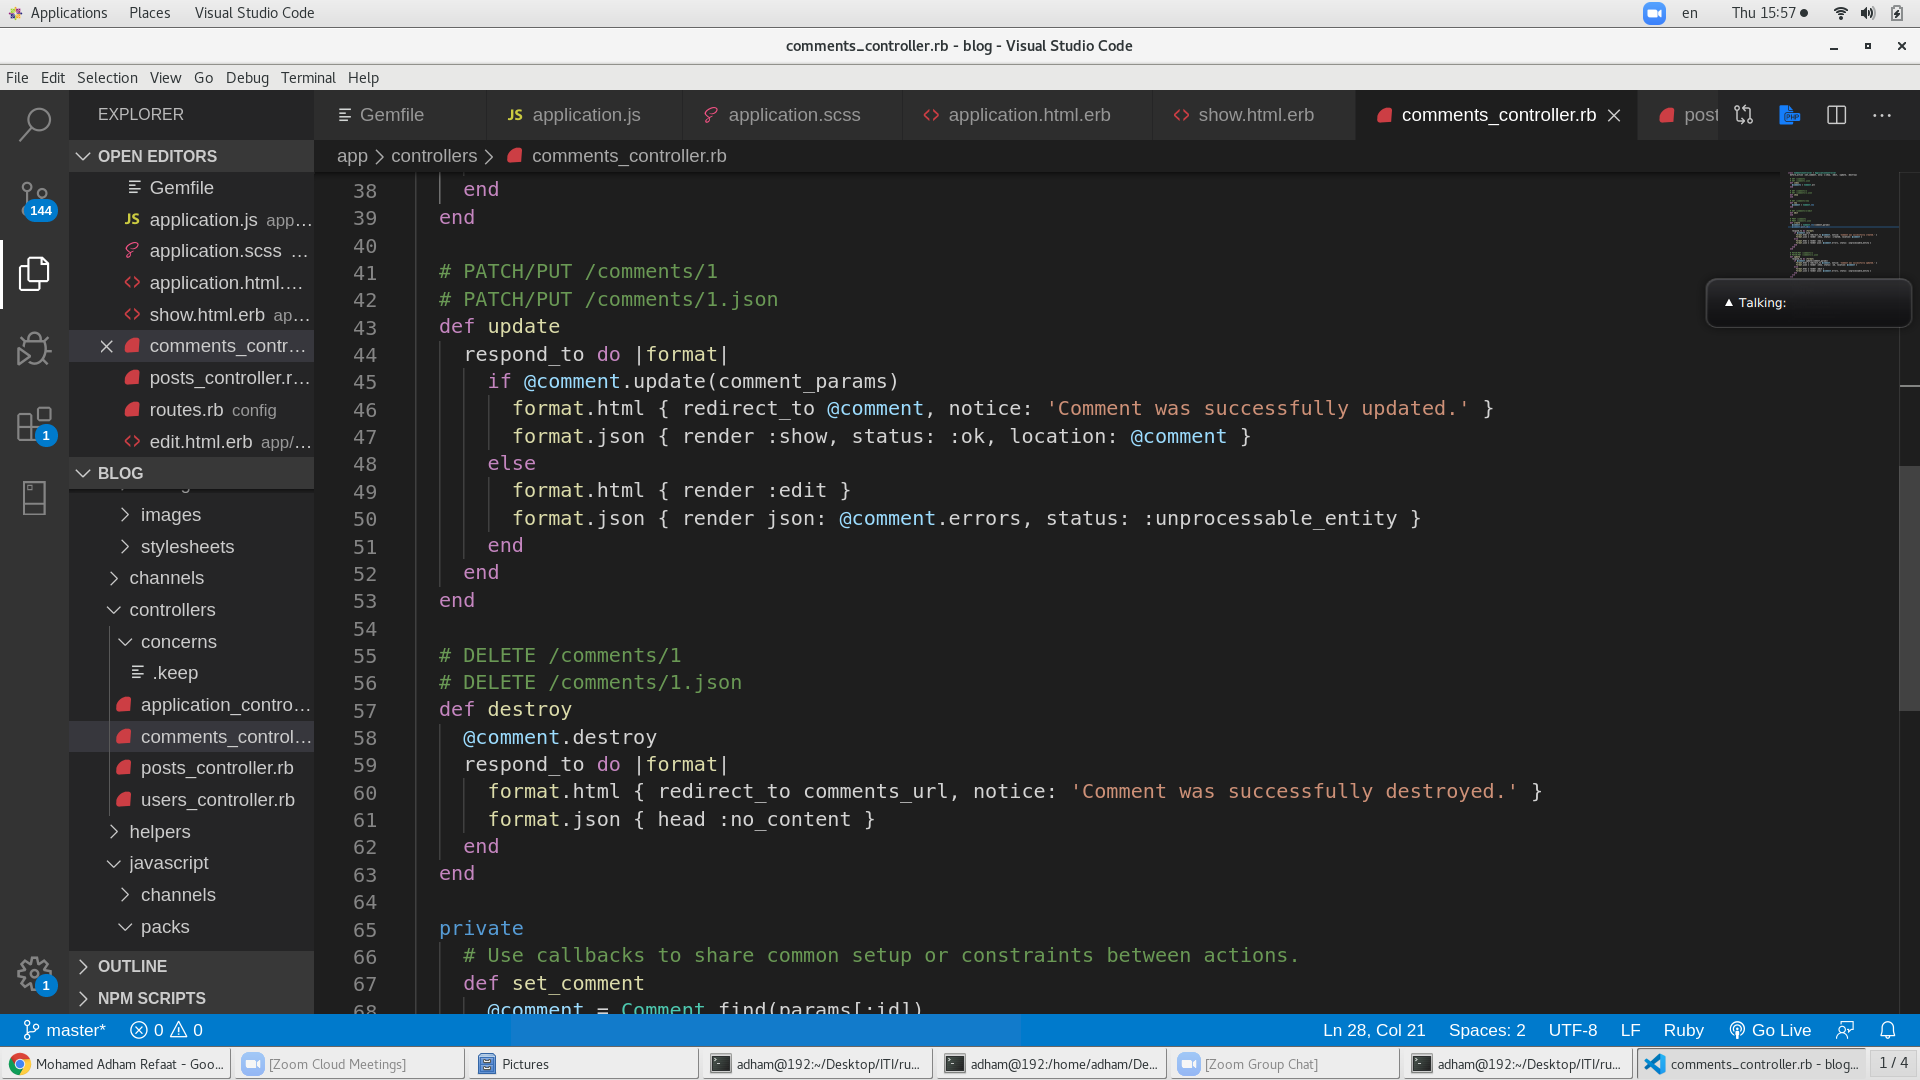 Applications Places Visual Studio Code en Thu 15:57
comments_controller.rb - blog - Visual Studio Code
File Edit Selection View Go Debug Terminal Help
EXPLORER
OPEN EDITORS
Gemfile
JS application.js app...
application.scss ...
application.html....
show.html.erb ap...
comments_contr...
posts_controller.r...
routes.rb config
edit.html.erb app/...
BLOG
images
stylesheets
channels
controllers
concerns
.keep
application_contro...
comments_control...
posts_controller.rb
users_controller.rb
helpers
javascript
channels
packs
OUTLINE
NPM SCRIPTS
144
1
1
Gemfile JS application.js application.scss application.html.erb show.html.erb comments_controller.rb post
app > controllers > comments_controller.rb
38 end
39 end
40
41 # PATCH/PUT /comments/1
42 # PATCH/PUT /comments/1.json
43 def update
44 respond_to do |format|
45 if @comment.update(comment_params)
46 format.html { redirect_to @comment, notice: 'Comment was successfully updated.' }
47 format.json { render :show, status: :ok, location: @comment }
48 else
49 format.html { render :edit }
50 format.json { render json: @comment.errors, status: :unprocessable_entity }
51 end
52 end
53 end
54
55 # DELETE /comments/1
56 # DELETE /comments/1.json
57 def destroy
58 @comment.destroy
59 respond_to do |format|
60 format.html { redirect_to comments_url, notice: 'Comment was successfully destroyed.' }
61 format.json { head :no_content }
62 end
63 end
64
65 private
66 # Use callbacks to share common setup or constraints between actions.
67 def set_comment
68 @comment = Comment.find(params[:id])
Talking:
master* 0 0 Ln 28, Col 21 Spaces: 2 UTF-8 LF Ruby Go Live
Mohamed Adham Refaat - Goo... [Zoom Cloud Meetings] Pictures adham@192:~/Desktop/ITI/ru... adham@192:/home/adham/De... [Zoom Group Chat] adham@192:~/Desktop/ITI/ru... comments_controller.rb - blog... 1 / 4